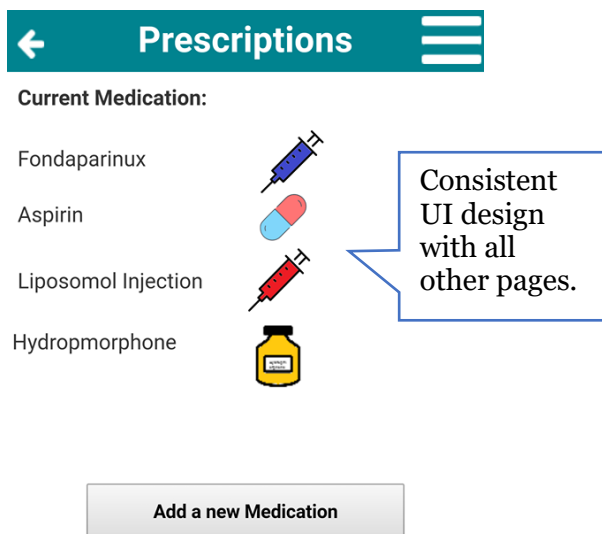 Prescriptions
Current Medication:
Fondaparinux
Aspirin
Liposomol Injection
Hydropmorphone
Add a new Medication
Consistent
UI design
with all
other pages.